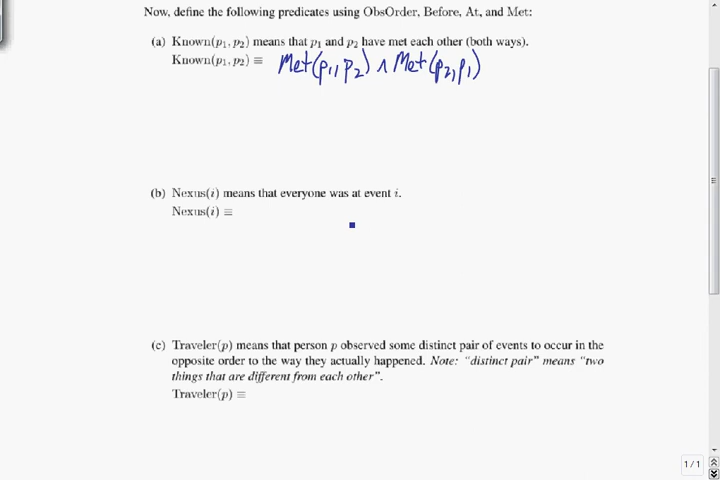 Now, define the following predicates using ObsOrder, Before, At, and Met:
(a) Known(p₁, p₂) means that p₁ and p₂ have met each other (both ways).
Known(p₁, p₂) ≡ Met(p₁, p₂) ∧ Met(p₂, p₁)
(b) Nexus(i) means that everyone was at event i.
Nexus(i) ≡
(c) Traveler(p) means that person p observed some distinct pair of events to occur in the
opposite order to the way they actually happened. Note: “distinct pair” means “two
things that are different from each other”.
Traveler(p) ≡
1/1